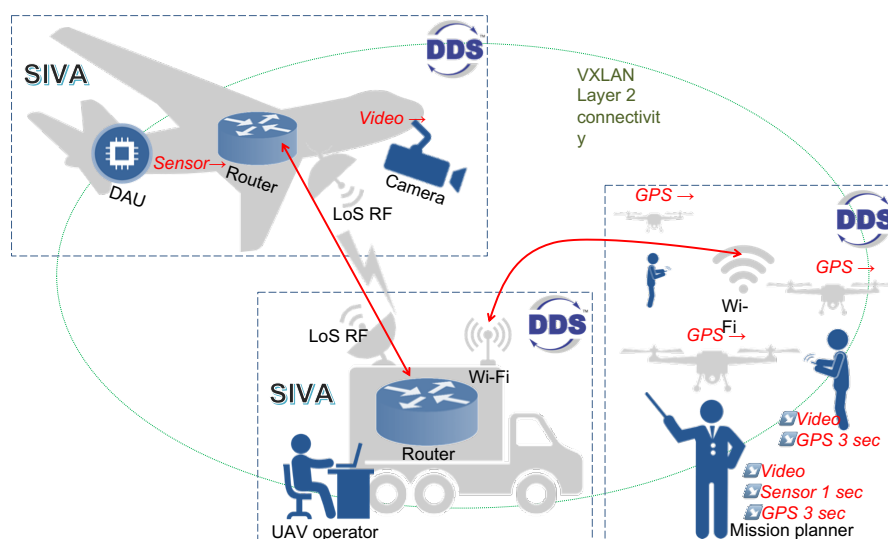 DDS
SIVA
VXLAN
Layer 2
connectivit
y
Video →
Sensor→
Router
DAU
Camera
LoS RF
GPS →
DDS
GPS →
Wi-
Fi
GPS →
DDS
LoS RF
Wi-Fi
SIVA
Router
UAV operator
Video
GPS 3 sec
Video
Sensor 1 sec
GPS 3 sec
Mission planner